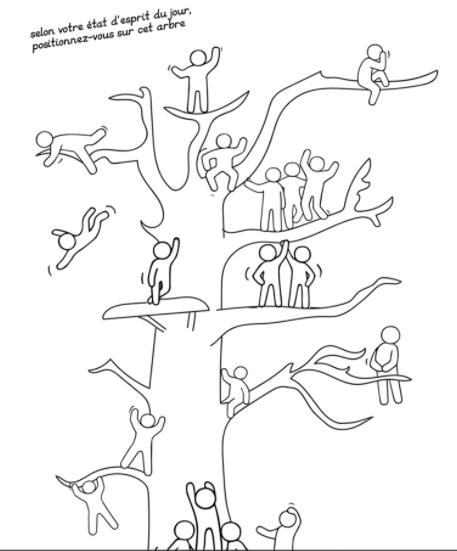 selon votre état d'esprit du jour,
positionnez-vous sur cet arbre